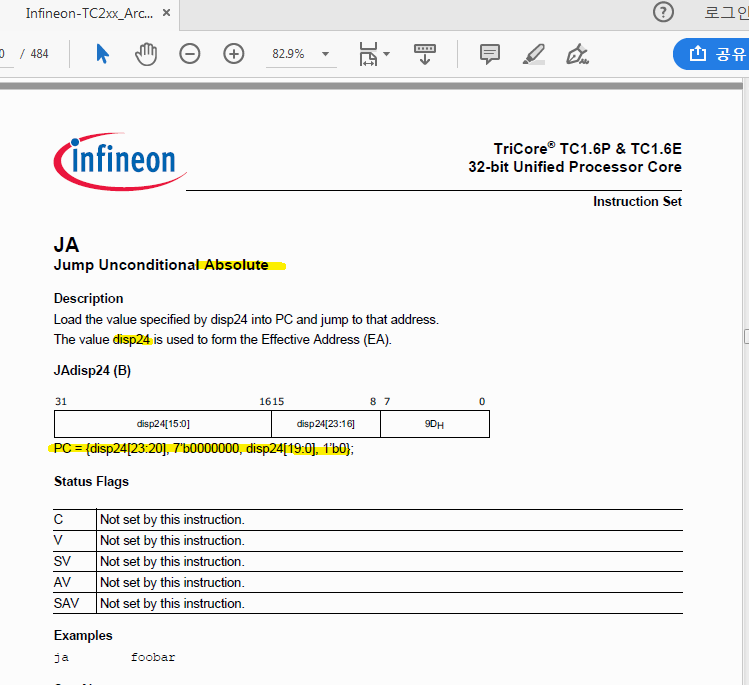 Infineon-TC2xx_Arc... ×
? 로그인
/ 484 82.9% 공유
infineon
TriCore® TC1.6P & TC1.6E
32-bit Unified Processor Core
Instruction Set
JA
Jump Unconditional Absolute
Description
Load the value specified by disp24 into PC and jump to that address.
The value disp24 is used to form the Effective Address (EA).
JAdisp24 (B)
31 16 15 8 7 0
disp24[15:0] disp24[23:16] 9DH
PC = {disp24[23:20], 7'b0000000, disp24[19:0], 1'b0};
Status Flags
C Not set by this instruction.
V Not set by this instruction.
SV Not set by this instruction.
AV Not set by this instruction.
SAV Not set by this instruction.
Examples
ja foobar